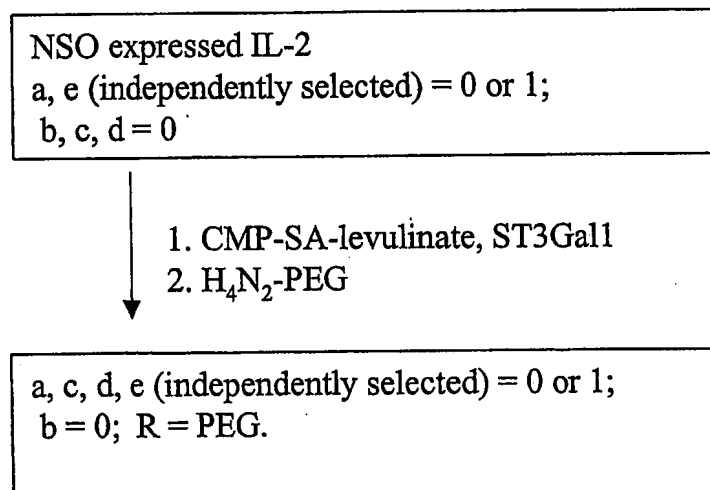 NSO expressed IL-2
a, e (independently selected) = 0 or 1;
b, c, d = 0
1. CMP-SA-levulinate, ST3Gal1
2. H₄N₂-PEG
a, c, d, e (independently selected) = 0 or 1;
b = 0; R = PEG.